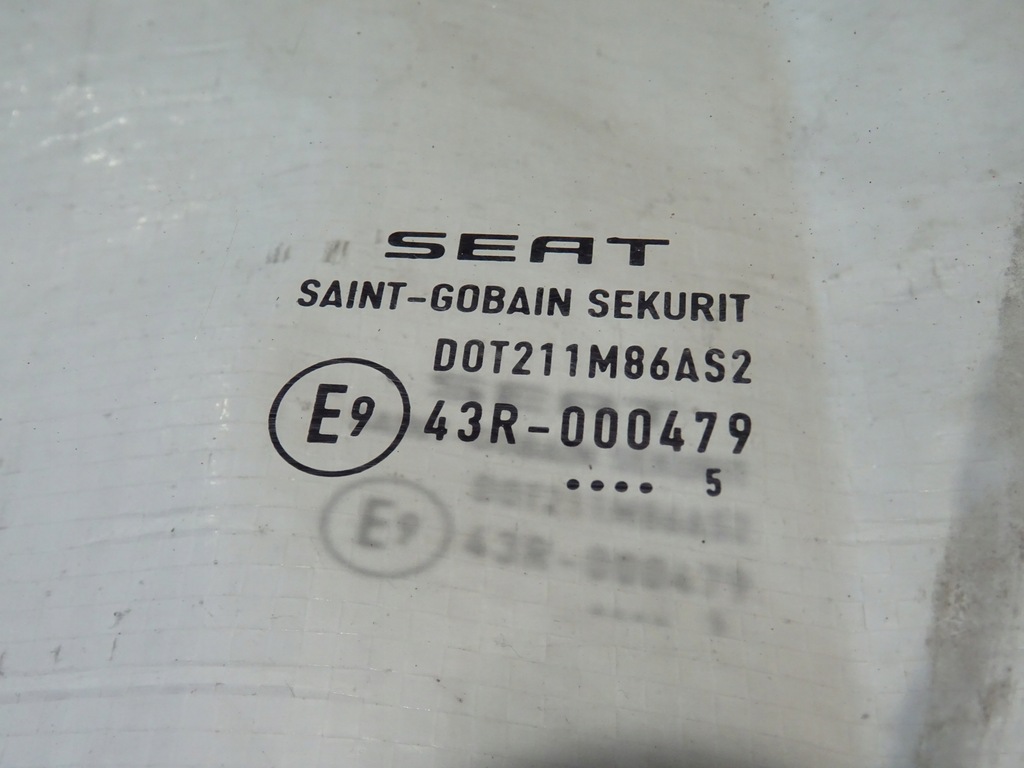 SEAT
SAINT-GOBAIN SEKURIT
DOT211M86AS2
E9 43R-000479
.... 5